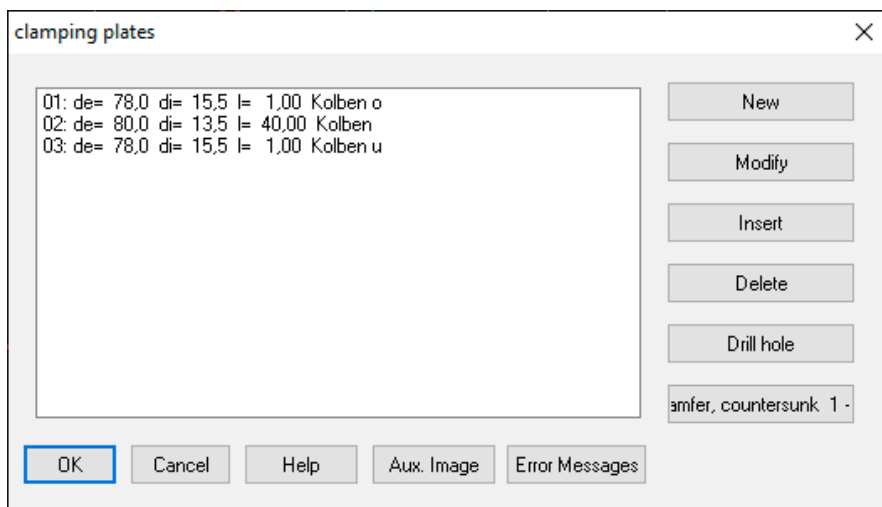 clamping plates
01: de= 78,0 di= 15,5 l= 1,00 Kolben o
02: de= 80,0 di= 13,5 l= 40,00 Kolben
03: de= 78,0 di= 15,5 l= 1,00 Kolben u
New
Modify
Insert
Delete
Drill hole
amfer, countersunk 1 -
OK
Cancel
Help
Aux. Image
Error Messages